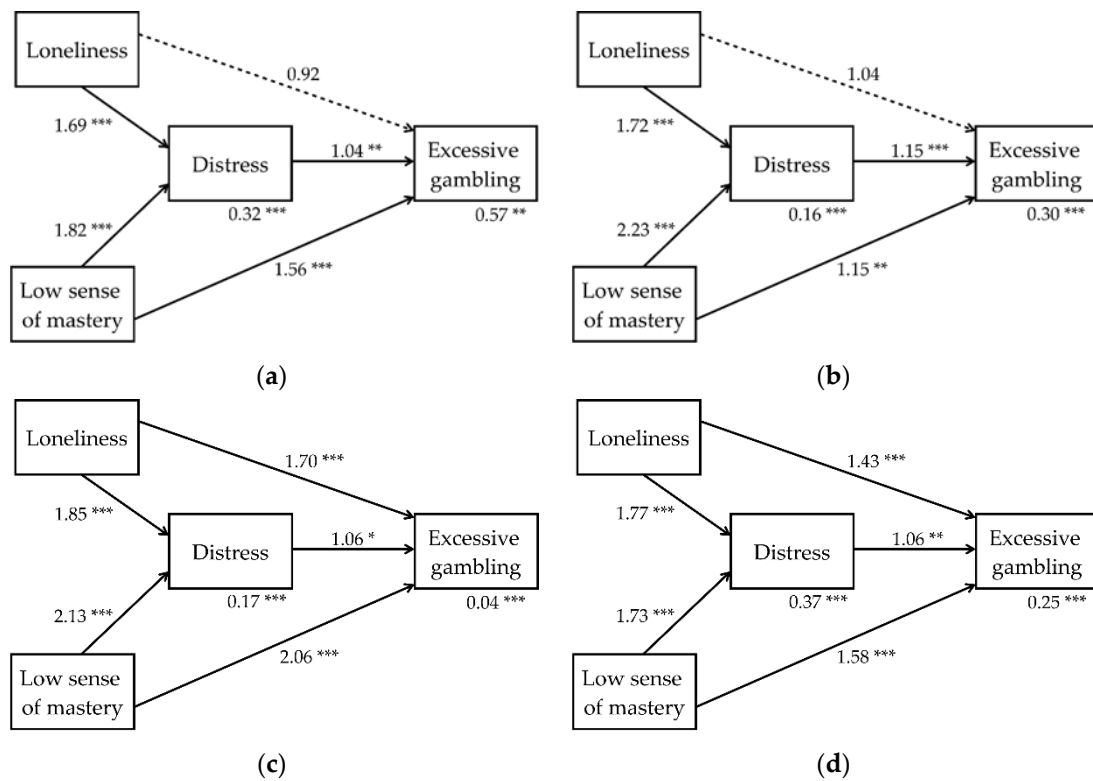 Loneliness
0.92
1.69 ***
Distress
1.04 **
Excessive
gambling
0.32 ***
0.57 **
1.82 ***
1.56 ***
Low sense
of mastery
(a)
Loneliness
1.04
1.72 ***
Distress
1.15 ***
Excessive
gambling
0.16 ***
0.30 ***
2.23 ***
1.15 **
Low sense
of mastery
(b)
Loneliness
1.70 ***
1.85 ***
Distress
1.06 *
Excessive
gambling
0.17 ***
0.04 ***
2.13 ***
2.06 ***
Low sense
of mastery
(c)
Loneliness
1.43 ***
1.77 ***
Distress
1.06 **
Excessive
gambling
0.37 ***
0.25 ***
1.73 ***
1.58 ***
Low sense
of mastery
(d)